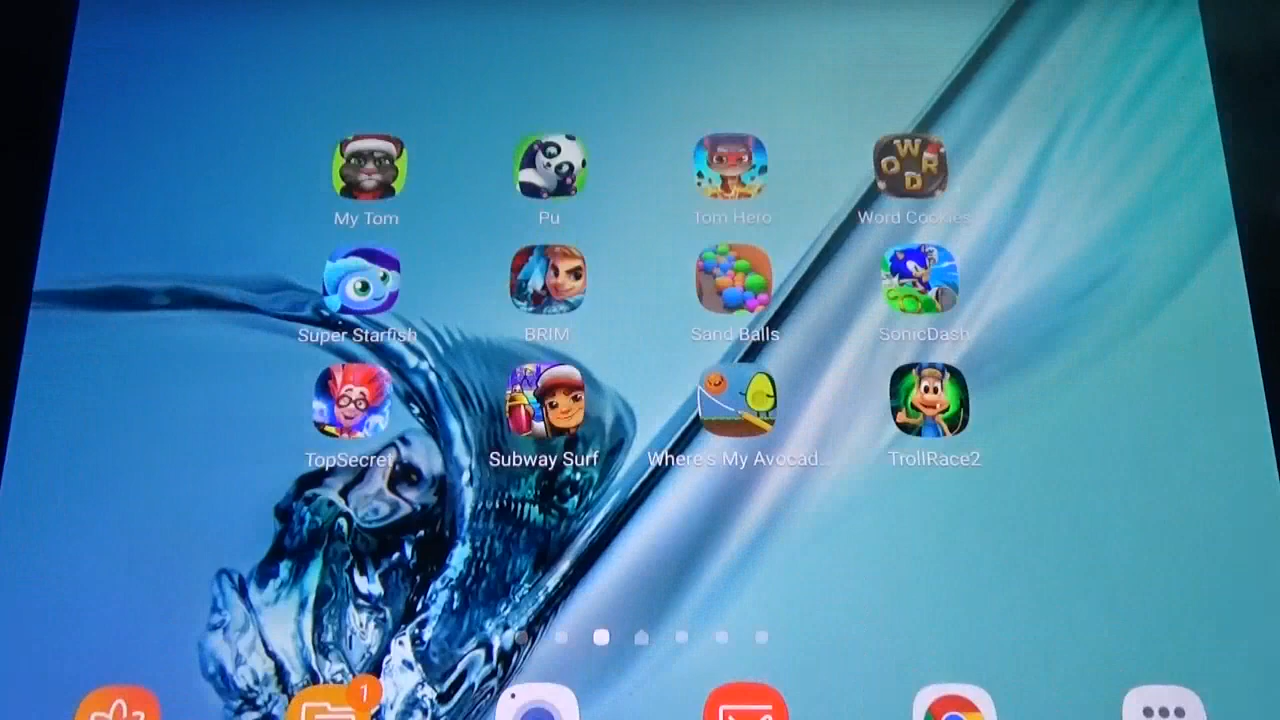 My Tom
Pu
Tom Hero
Word Cookies
Super Starfish
BRIM
Sand Balls
SonicDash
TopSecret
Subway Surf
Where's My Avocad..
TrollRace2
WORD
1